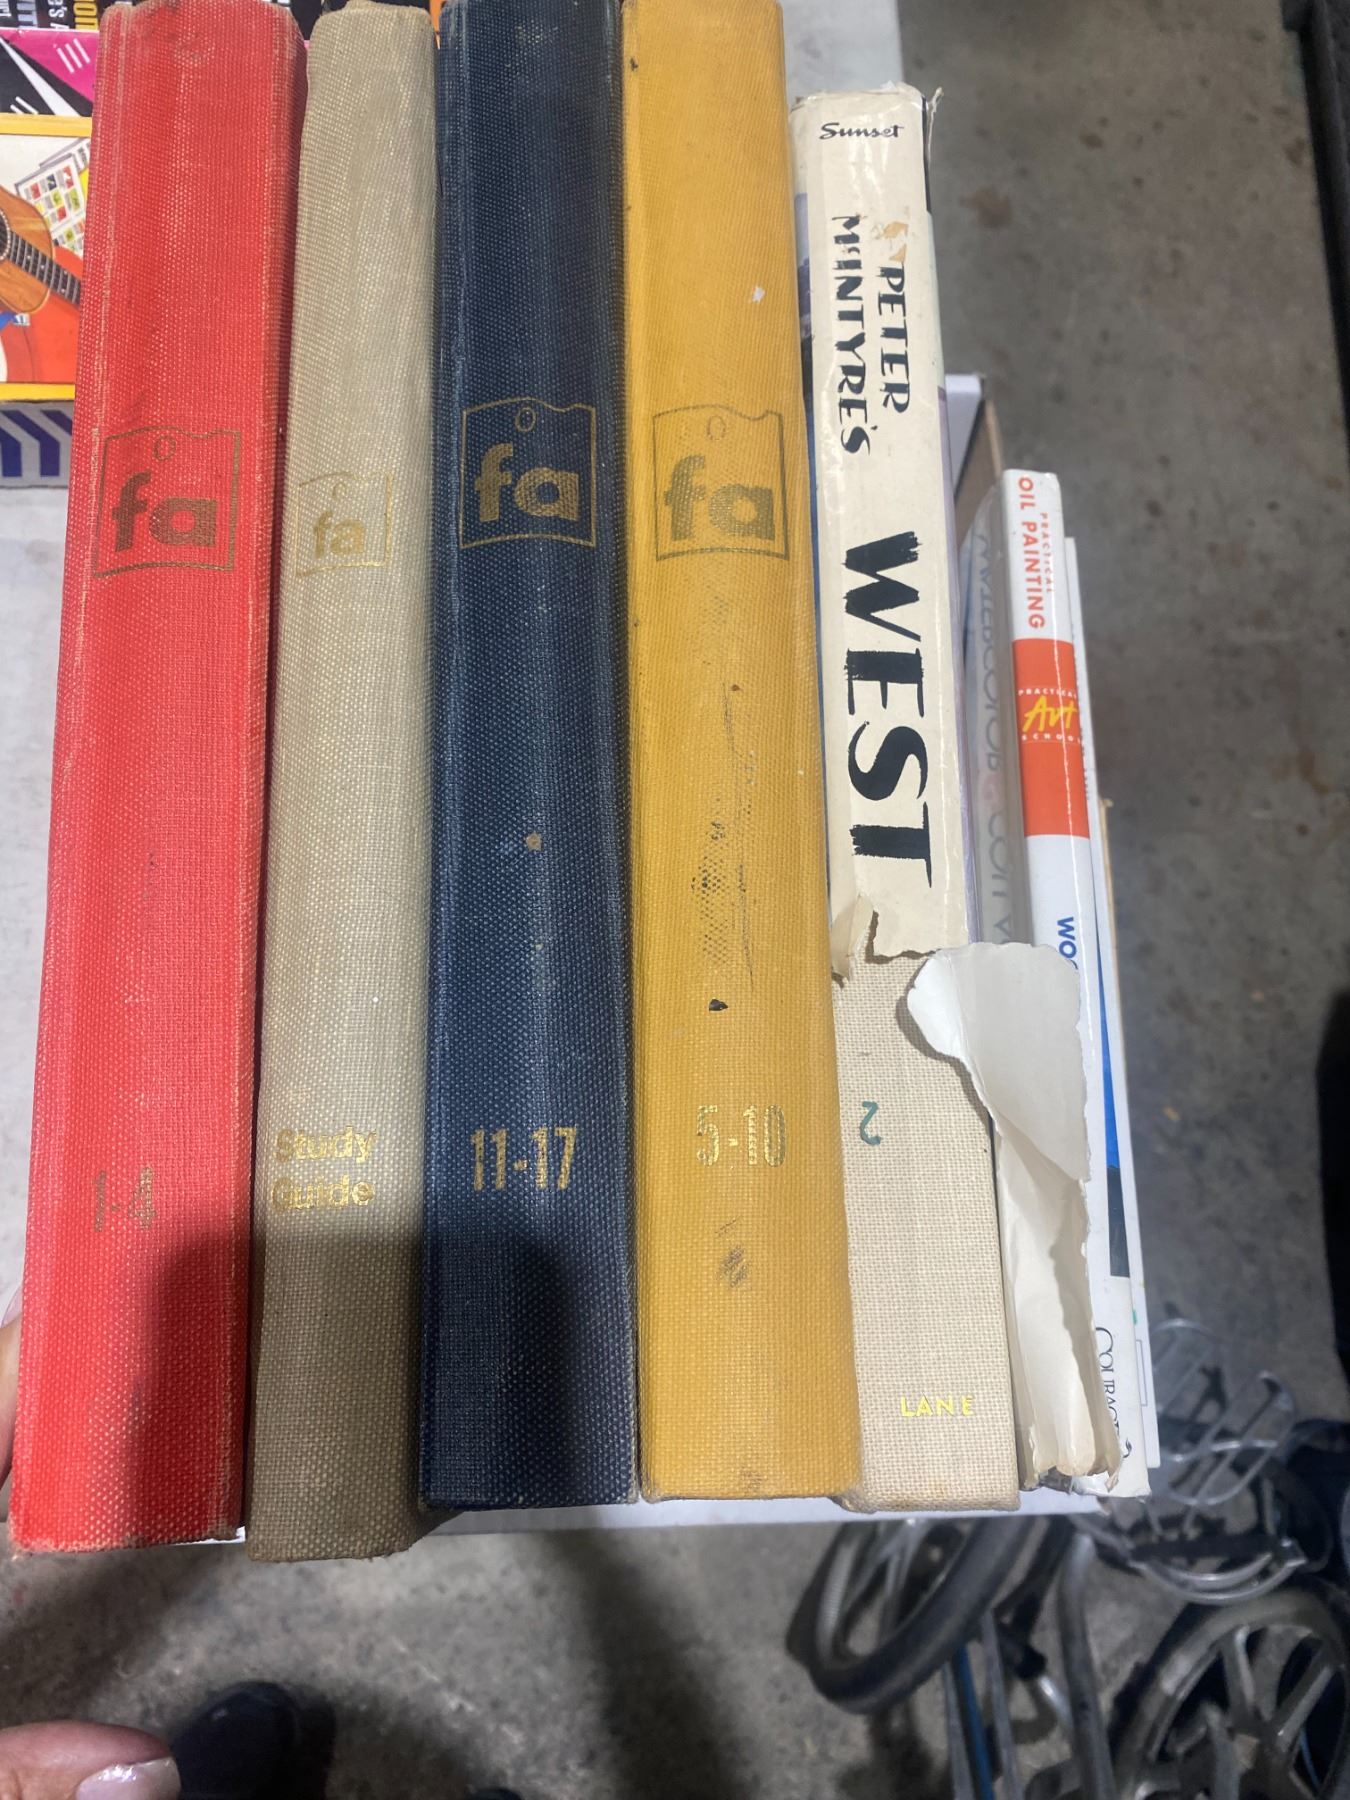 fa
1-4
fa
Study
Guide
fa
11-17
fa
5-10
Sunset
PETER
McINTYRE'S
WEST
2
LANE
PRACTICAL
OIL PAINTING
PRACTICAL
Art
SCHOOL